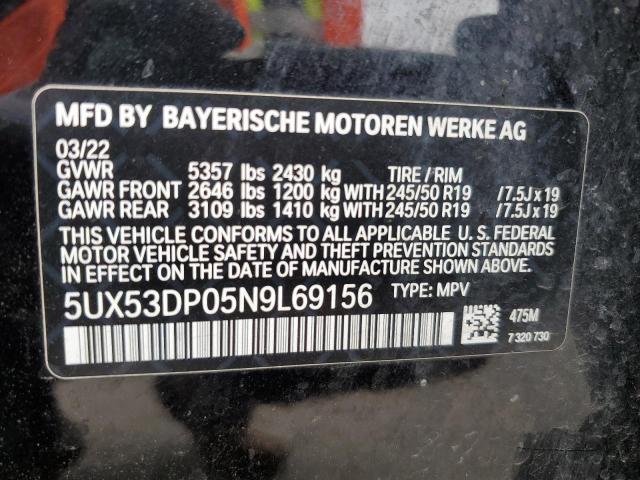 MFD BY BAYERISCHE MOTOREN WERKE AG
03/22
GVWR 5357 lbs 2430 kg TIRE / RIM
GAWR FRONT 2646 lbs 1200 kg WITH 245/50 R19 / 7.5J x 19
GAWR REAR 3109 lbs 1410 kg WITH 245/50 R19 / 7.5J x 19
THIS VEHICLE CONFORMS TO ALL APPLICABLE U. S. FEDERAL
MOTOR VEHICLE SAFETY AND THEFT PREVENTION STANDARDS
IN EFFECT ON THE DATE OF MANUFACTURE SHOWN ABOVE.
5UX53DP05N9L69156 TYPE: MPV
475M
7 320 730